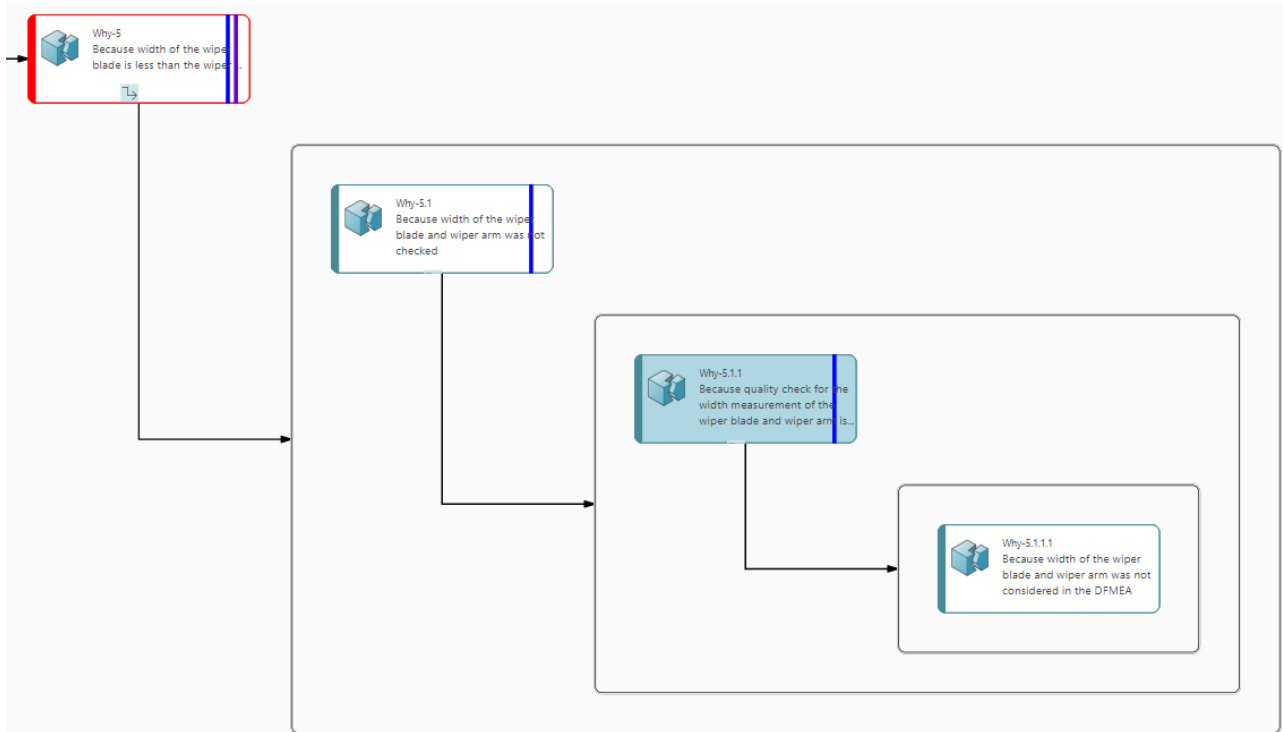 Why-5
Because width of the wiper
blade is less than the wiper ...
Why-5.1
Because width of the wiper
blade and wiper arm was not
checked
Why-5.1.1
Because quality check for the
width measurement of the
wiper blade and wiper arm is...
Why-5.1.1.1
Because width of the wiper
blade and wiper arm was not
considered in the DFMEA